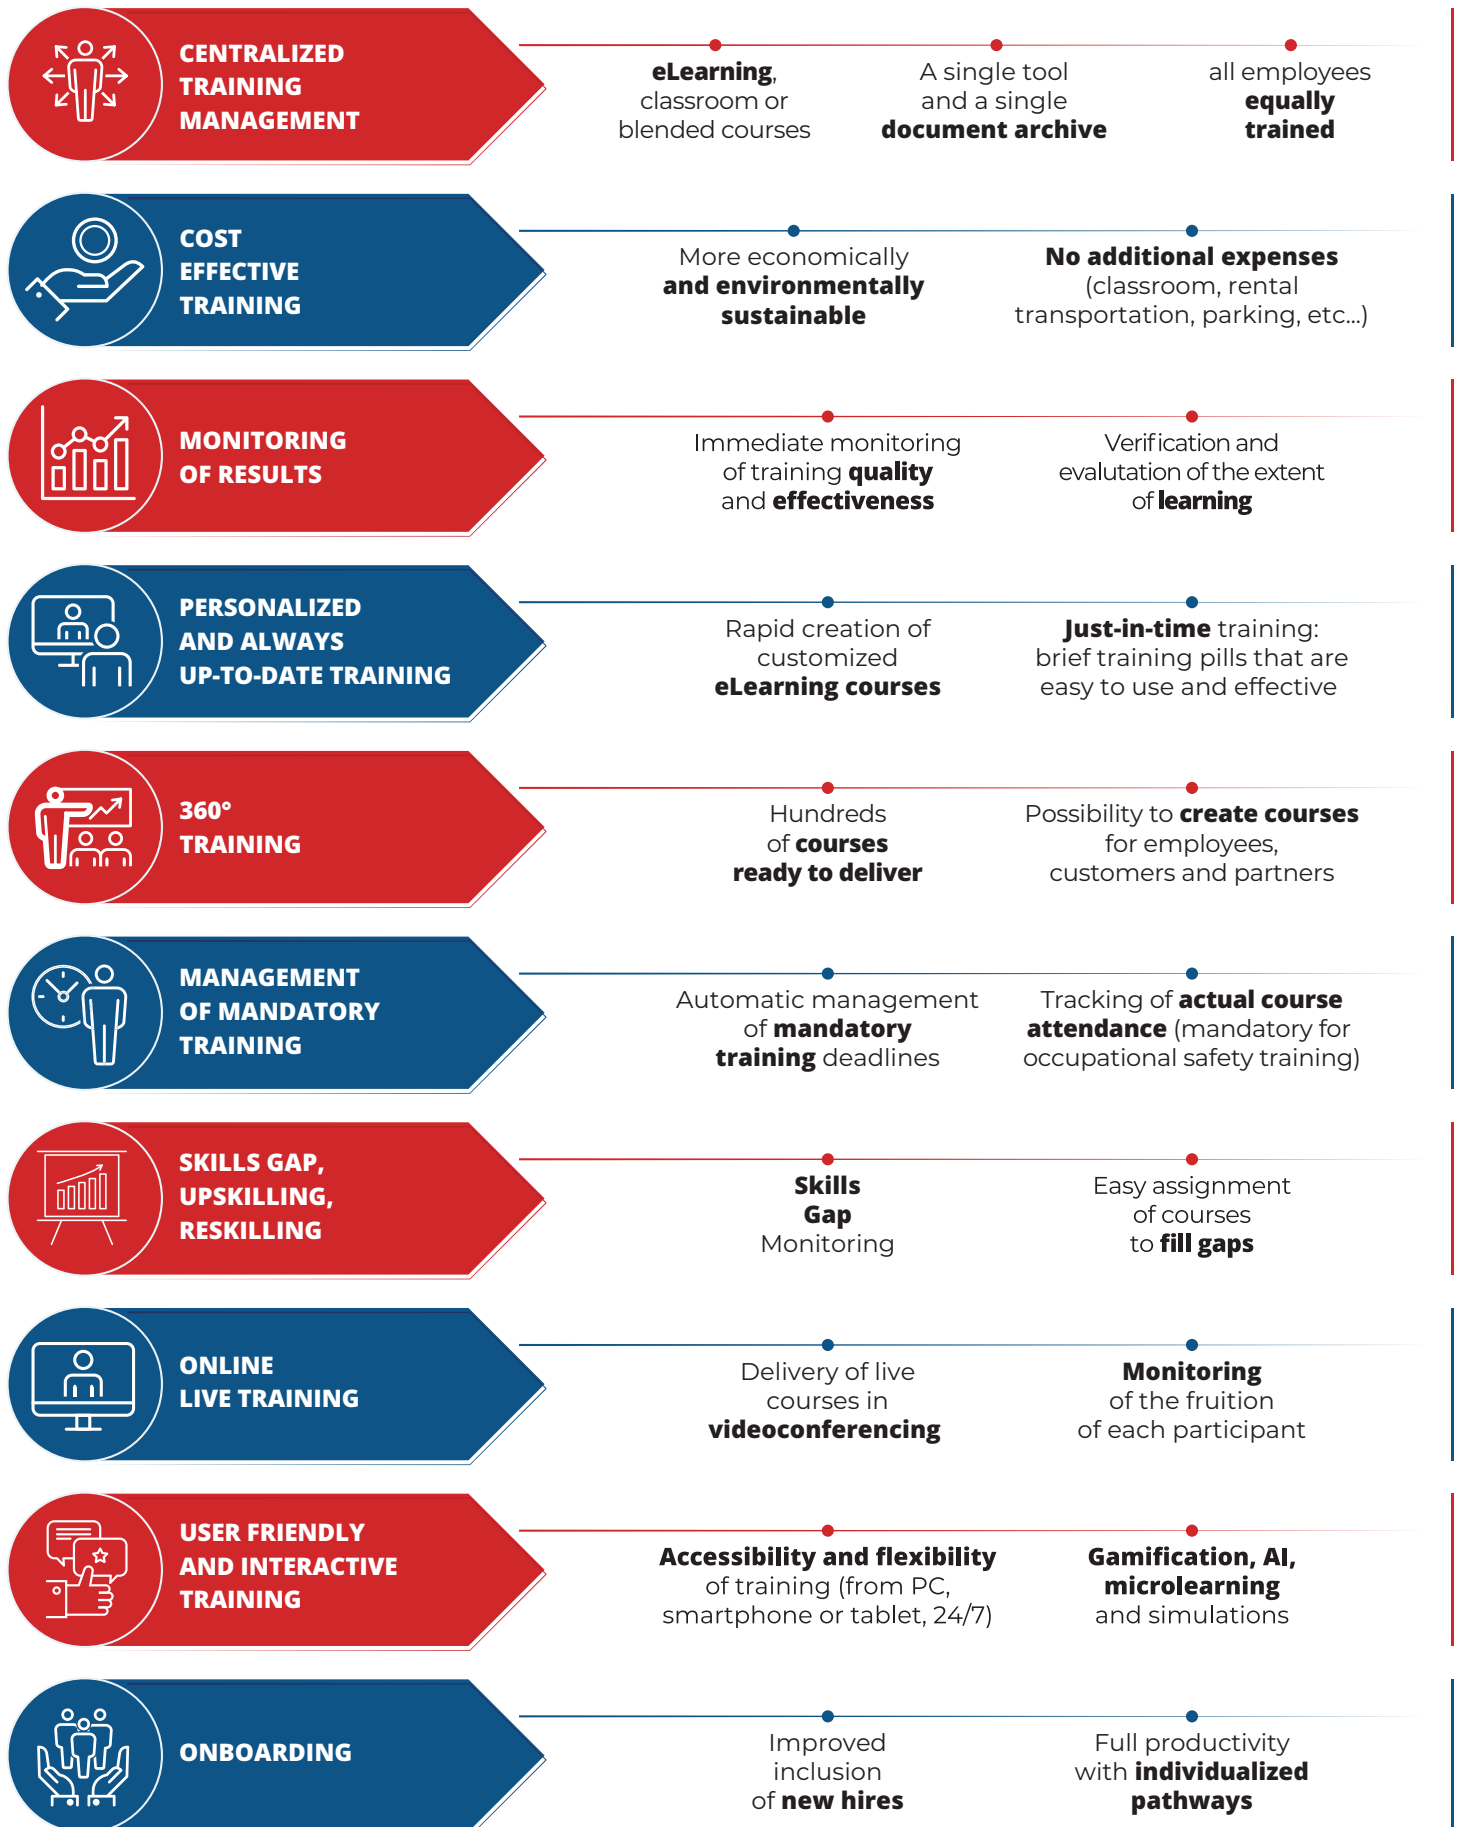 CENTRALIZED
TRAINING
MANAGEMENT
eLearning,
classroom or
blended courses
A single tool
and a single
document archive
all employees
equally
trained
COST
EFFECTIVE
TRAINING
More economically
and environmentally
sustainable
No additional expenses
(classroom, rental
transportation, parking, etc...)
MONITORING
OF RESULTS
Immediate monitoring
of training quality
and effectiveness
Verification and
evalutation of the extent
of learning
PERSONALIZED
AND ALWAYS
UP-TO-DATE TRAINING
Rapid creation of
customized
eLearning courses
Just-in-time training:
brief training pills that are
easy to use and effective
360°
TRAINING
Hundreds
of courses
ready to deliver
Possibility to create courses
for employees,
customers and partners
MANAGEMENT
OF MANDATORY
TRAINING
Automatic management
of mandatory
training deadlines
Tracking of actual course
attendance (mandatory for
occupational safety training)
SKILLS GAP,
UPSKILLING,
RESKILLING
Skills
Gap
Monitoring
Easy assignment
of courses
to fill gaps
ONLINE
LIVE TRAINING
Delivery of live
courses in
videoconferencing
Monitoring
of the fruition
of each participant
USER FRIENDLY
AND INTERACTIVE
TRAINING
Accessibility and flexibility
of training (from PC,
smartphone or tablet, 24/7)
Gamification, AI,
microlearning
and simulations
ONBOARDING
Improved
inclusion
of new hires
Full productivity
with individualized
pathways